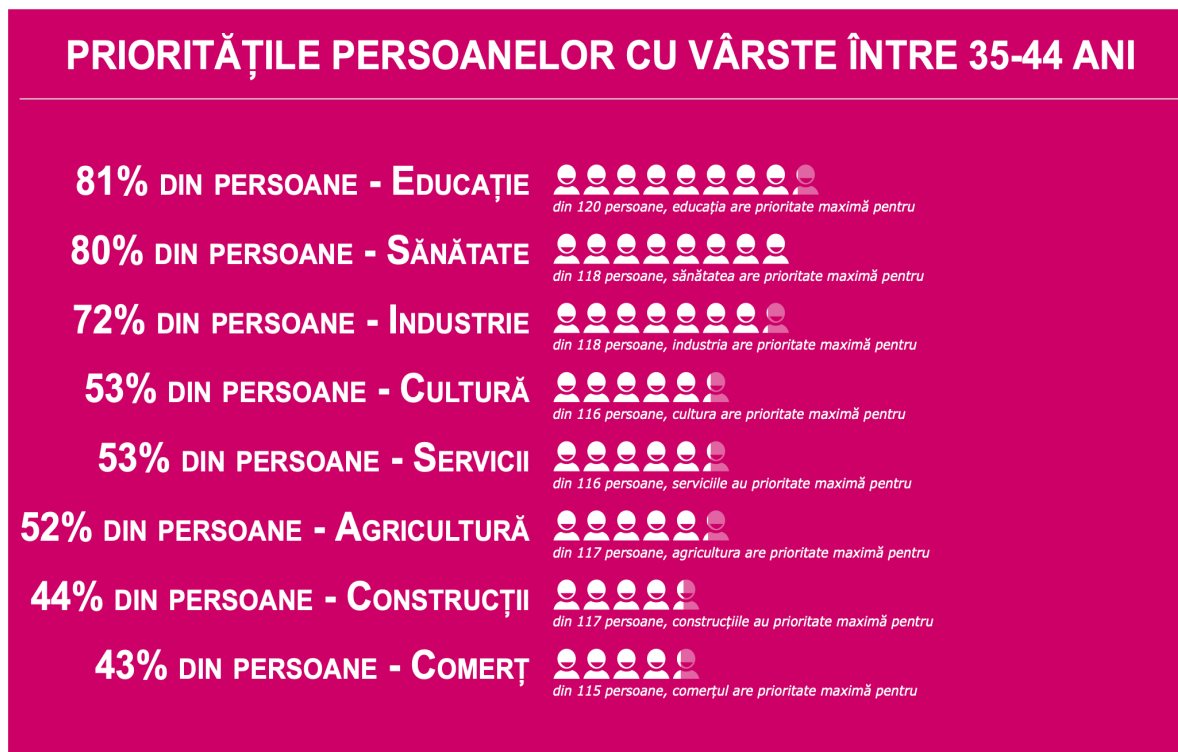 PRIORITĂȚILE PERSOANELOR CU VÂRSTE ÎNTRE 35-44 ANI
81% DIN PERSOANE - EDUCAȚIE
din 120 persoane, educația are prioritate maximă pentru
80% DIN PERSOANE - SĂNĂTATE
din 118 persoane, sănătatea are prioritate maximă pentru
72% DIN PERSOANE - INDUSTRIE
din 118 persoane, industria are prioritate maximă pentru
53% DIN PERSOANE - CULTURĂ
din 116 persoane, cultura are prioritate maximă pentru
53% DIN PERSOANE - SERVICII
din 116 persoane, serviciile au prioritate maximă pentru
52% DIN PERSOANE - AGRICULTURĂ
din 117 persoane, agricultura are prioritate maximă pentru
44% DIN PERSOANE - CONSTRUCȚII
din 117 persoane, construcțiile au prioritate maximă pentru
43% DIN PERSOANE - COMERȚ
din 115 persoane, comerțul are prioritate maximă pentru